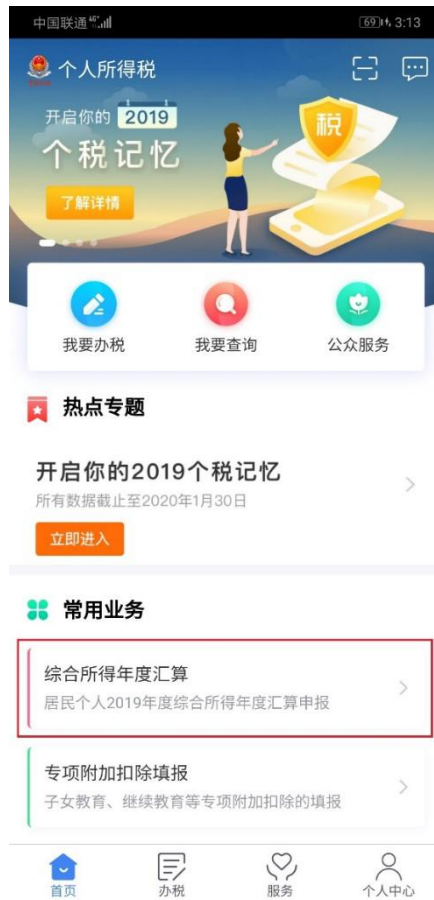 中国联通 4G 69 3:13
个人所得税
开启你的 2019
税
个税记忆
了解详情
我要办税 我要查询 公众服务
热点专题
开启你的2019个税记忆
所有数据截止至2020年1月30日
立即进入
常用业务
综合所得年度汇算
居民个人2019年度综合所得年度汇算申报
专项附加扣除填报
子女教育、继续教育等专项附加扣除的填报
首页 办税 服务 个人中心